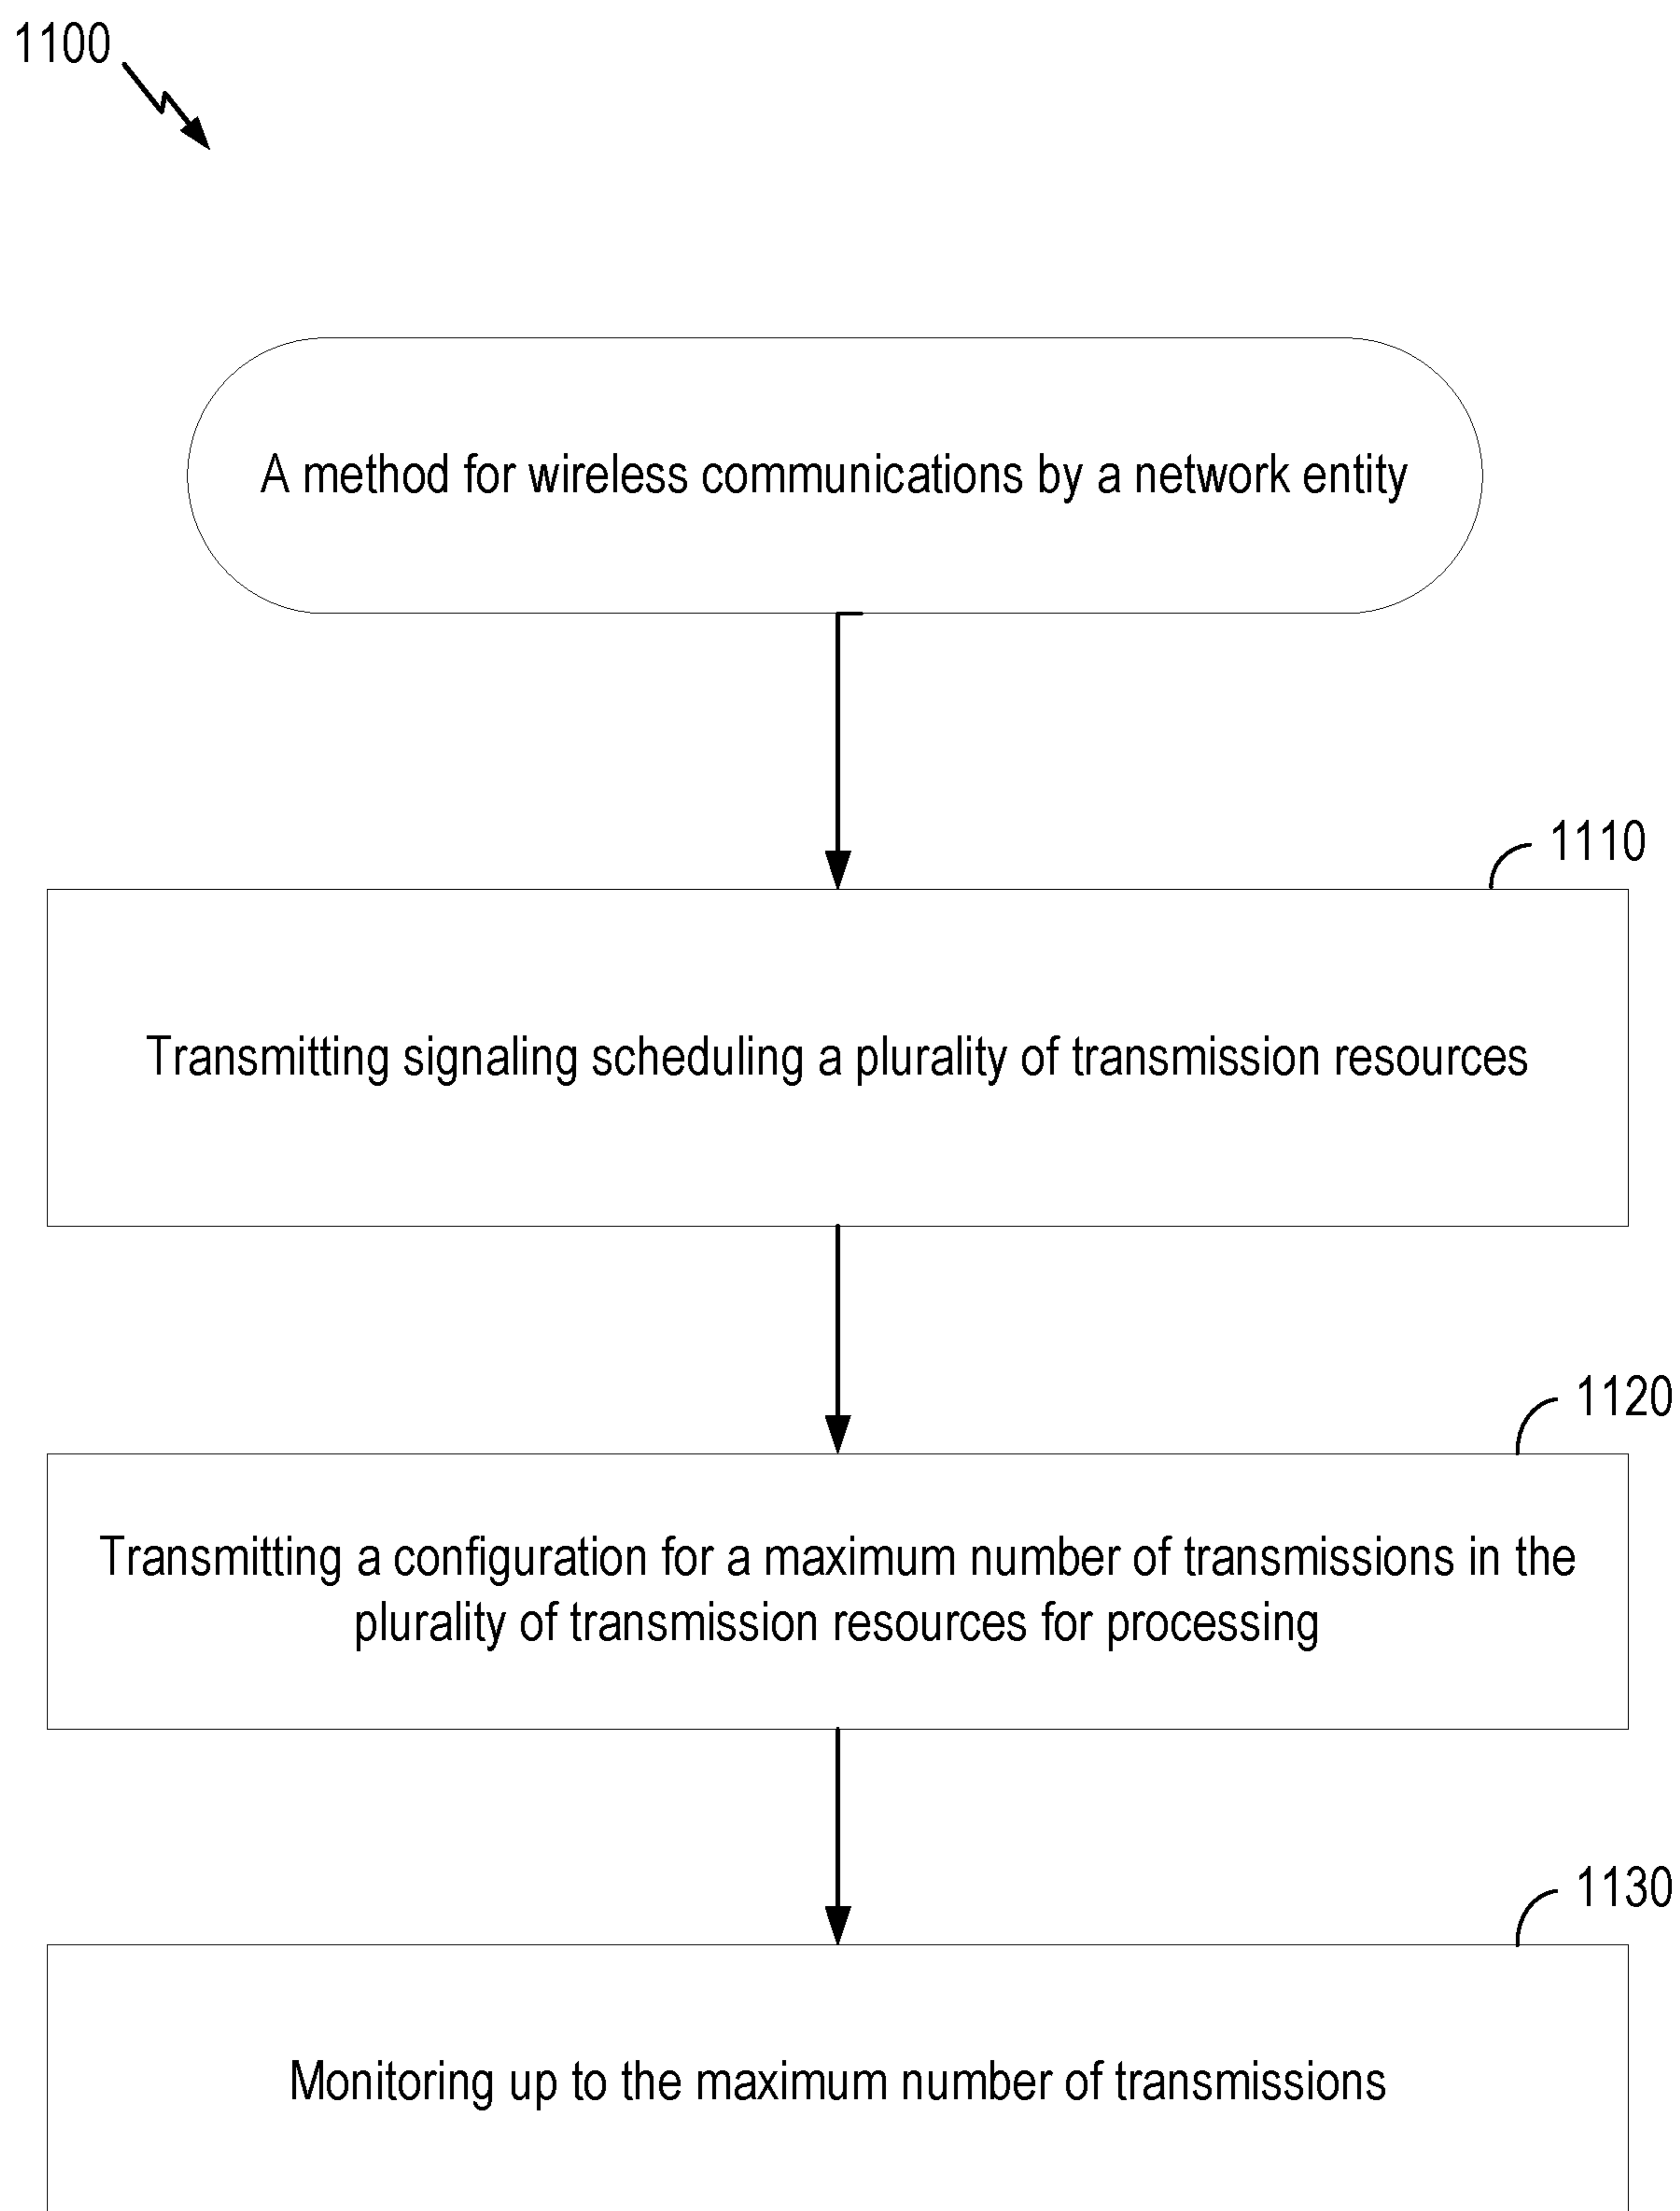 1100
A method for wireless communications by a network entity
1110
Transmitting signaling scheduling a plurality of transmission resources
1120
Transmitting a configuration for a maximum number of transmissions in the
plurality of transmission resources for processing
1130
Monitoring up to the maximum number of transmissions